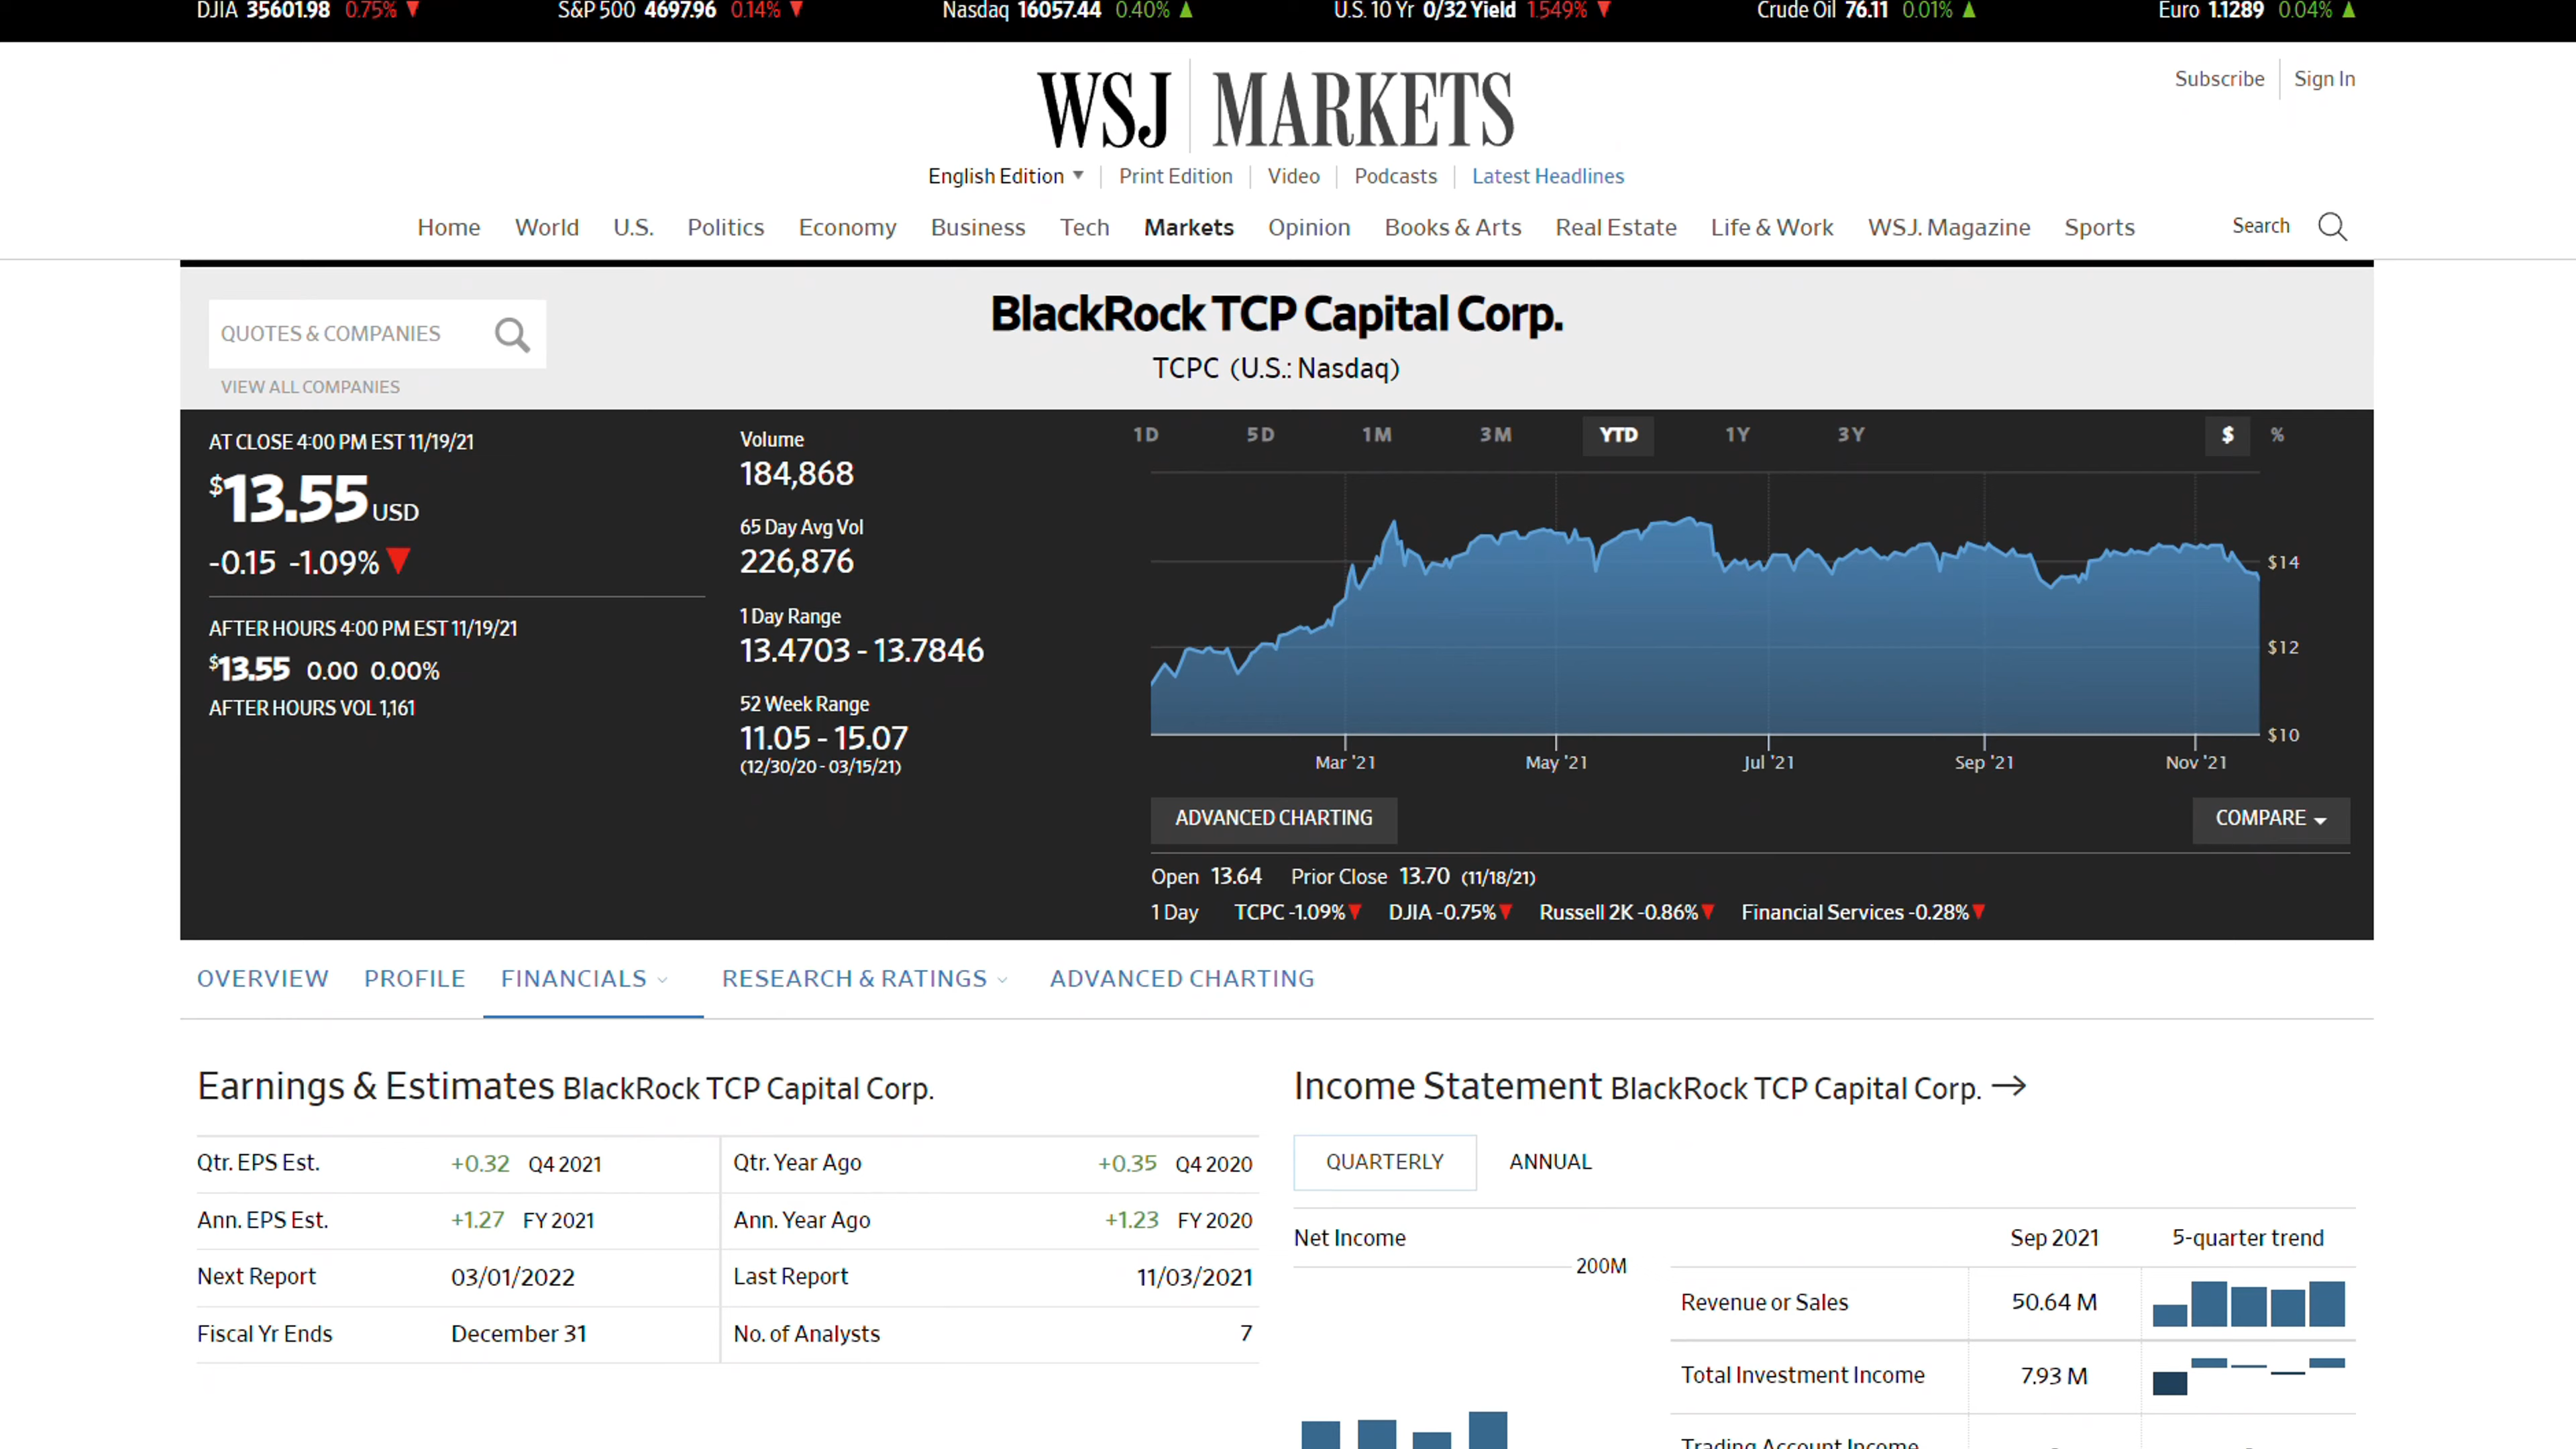 DJIA 35601.98 0.75% ▼ S&P 500 4697.96 0.14% ▼ Nasdaq 16057.44 0.40% ▲ U.S. 10 Yr 0/32 Yield 1.549% ▼ Crude Oil 76.11 0.01% ▲ Euro 1.1289 0.04% ▲
Subscribe Sign In
WSJ MARKETS
English Edition ▼ Print Edition Video Podcasts Latest Headlines
Home World U.S. Politics Economy Business Tech Markets Opinion Books & Arts Real Estate Life & Work WSJ. Magazine Sports Search
BlackRock TCP Capital Corp.
TCPC (U.S.: Nasdaq)
QUOTES & COMPANIES
VIEW ALL COMPANIES
AT CLOSE 4:00 PM EST 11/19/21
$13.55 USD
-0.15 -1.09% ▼
AFTER HOURS 4:00 PM EST 11/19/21
$13.55 0.00 0.00%
AFTER HOURS VOL 1,161
Volume
184,868
65 Day Avg Vol
226,876
1 Day Range
13.4703 - 13.7846
52 Week Range
11.05 - 15.07
(12/30/20 - 03/15/21)
1D 5D 1M 3M YTD 1Y 3Y $ %
$14
$12
$10
Mar '21 May '21 Jul '21 Sep '21 Nov '21
ADVANCED CHARTING COMPARE
Open 13.64 Prior Close 13.70 (11/18/21)
1 Day TCPC -1.09% ▼ DJIA -0.75% ▼ Russell 2K -0.86% ▼ Financial Services -0.28% ▼
OVERVIEW PROFILE FINANCIALS RESEARCH & RATINGS ADVANCED CHARTING
Earnings & Estimates BlackRock TCP Capital Corp.
Qtr. EPS Est. +0.32 Q4 2021 Qtr. Year Ago +0.35 Q4 2020
Ann. EPS Est. +1.27 FY 2021 Ann. Year Ago +1.23 FY 2020
Next Report 03/01/2022 Last Report 11/03/2021
Fiscal Yr Ends December 31 No. of Analysts 7
Income Statement BlackRock TCP Capital Corp. →
QUARTERLY ANNUAL
Net Income
200M
Sep 2021 5-quarter trend
Revenue or Sales 50.64 M
Total Investment Income 7.93 M
Trading Account Income